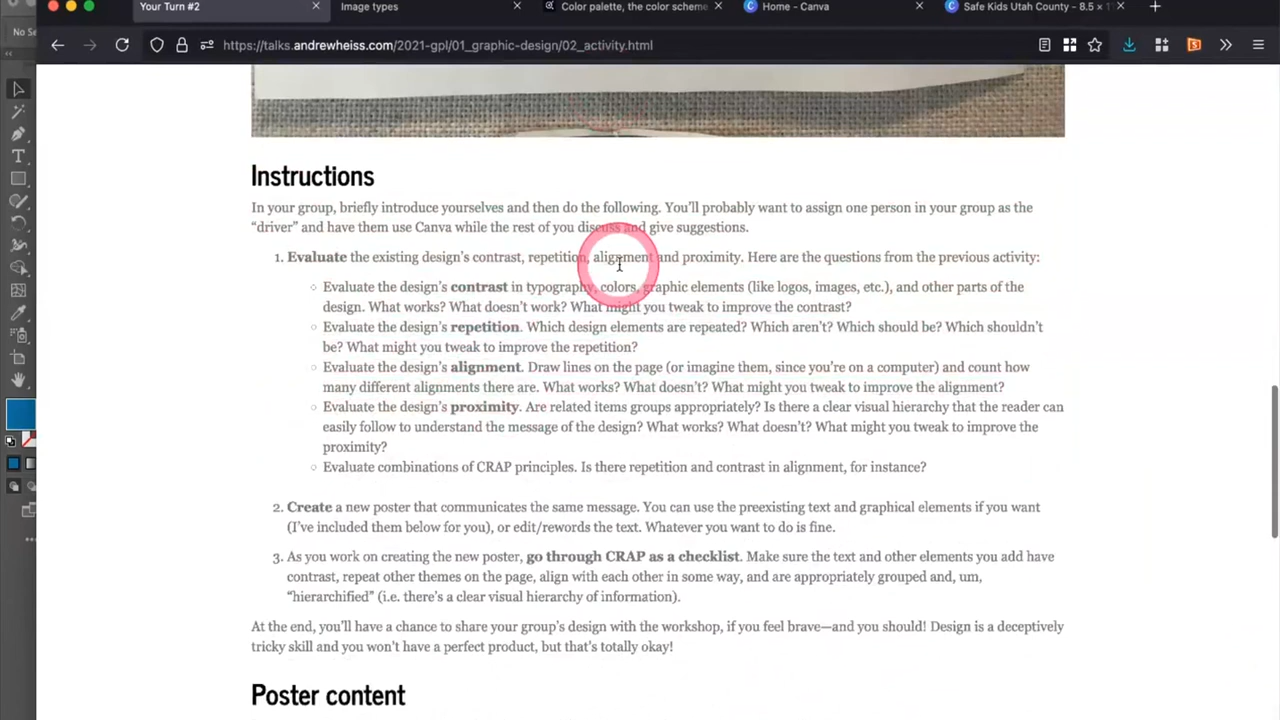 Your Turn #2
Image types
Color palette, the color scheme
Home - Canva
Safe Kids Utah County - 8.5 × 1
https://talks.andrewheiss.com/2021-gpl/01_graphic-design/02_activity.html
No Se
Instructions
In your group, briefly introduce yourselves and then do the following. You’ll probably want to assign one person in your group as the
“driver” and have them use Canva while the rest of you discuss and give suggestions.
1. Evaluate the existing design’s contrast, repetition, alignment and proximity. Here are the questions from the previous activity:
Evaluate the design’s contrast in typography, colors, graphic elements (like logos, images, etc.), and other parts of the
design. What works? What doesn’t work? What might you tweak to improve the contrast?
Evaluate the design’s repetition. Which design elements are repeated? Which aren’t? Which should be? Which shouldn’t
be? What might you tweak to improve the repetition?
Evaluate the design’s alignment. Draw lines on the page (or imagine them, since you’re on a computer) and count how
many different alignments there are. What works? What doesn’t? What might you tweak to improve the alignment?
Evaluate the design’s proximity. Are related items groups appropriately? Is there a clear visual hierarchy that the reader can
easily follow to understand the message of the design? What works? What doesn’t? What might you tweak to improve the
proximity?
Evaluate combinations of CRAP principles. Is there repetition and contrast in alignment, for instance?
2. Create a new poster that communicates the same message. You can use the preexisting text and graphical elements if you want
(I’ve included them below for you), or edit/rewords the text. Whatever you want to do is fine.
3. As you work on creating the new poster, go through CRAP as a checklist. Make sure the text and other elements you add have
contrast, repeat other themes on the page, align with each other in some way, and are appropriately grouped and, um,
“hierarchified” (i.e. there’s a clear visual hierarchy of information).
At the end, you’ll have a chance to share your group’s design with the workshop, if you feel brave—and you should! Design is a deceptively
tricky skill and you won’t have a perfect product, but that’s totally okay!
Poster content